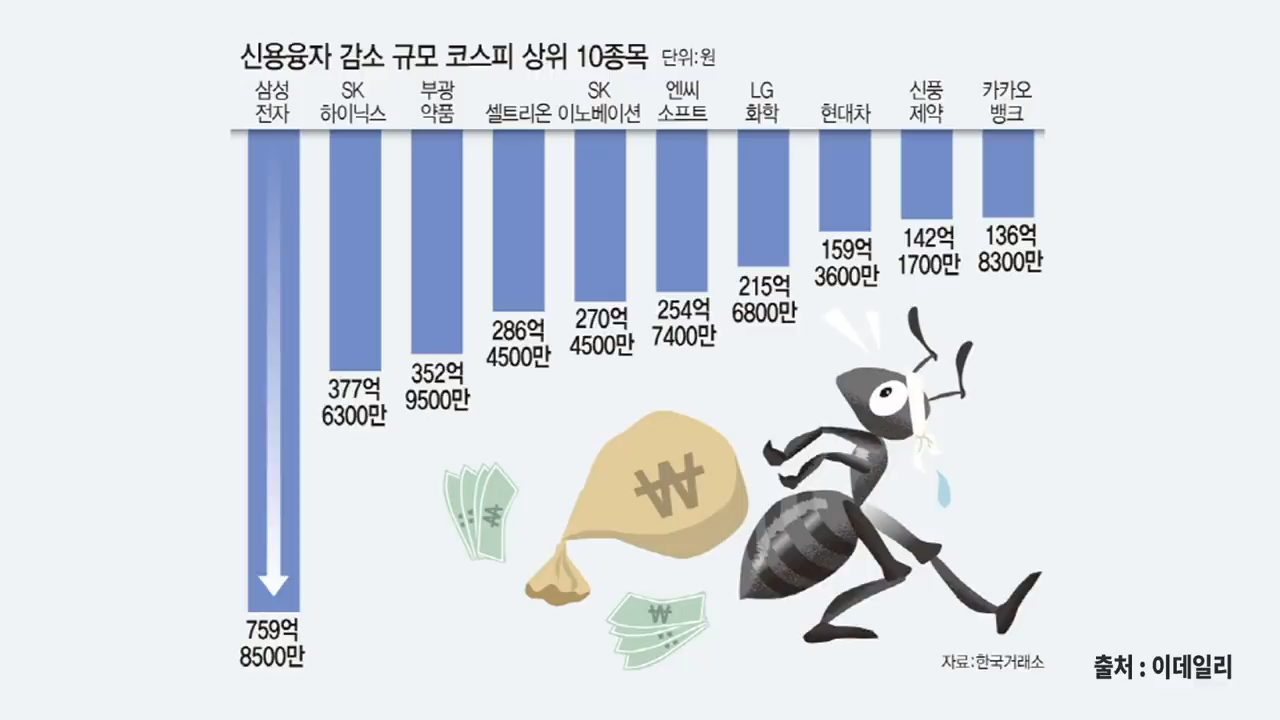 신용융자 감소 규모 코스피 상위 10종목 단위:원
삼성
전자
SK
하이닉스
부광
약품
셀트리온
SK
이노베이션
엔씨
소프트
LG
화학
현대차
신풍
제약
카카오
뱅크
759억
8500만
377억
6300만
352억
9500만
286억
4500만
270억
4500만
254억
7400만
215억
6800만
159억
3600만
142억
1700만
136억
8300만
₩
₩
₩
자료:한국거래소
출처 : 이데일리